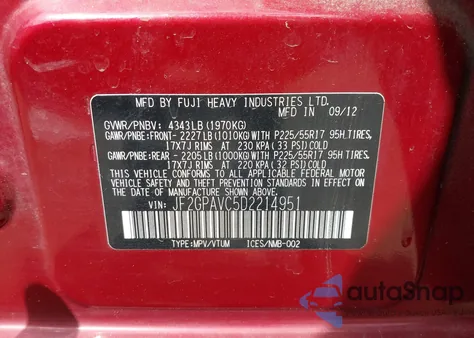 MFD. BY FUJI HEAVY INDUSTRIES LTD.
MFD. IN 09/12
GVWR/PNBV: 4343LB (1970KG)
GAWR/PNBE:FRONT- 2227LB(1010KG)WITH P225/55R17 95H TIRES,
17X7J RIMS AT 230 KPA (33 PSI) COLD
GAWR/PNBE:REAR - 2205LB(1000KG)WITH P225/55R17 95H TIRES
17X7J RIMS AT 220 KPA (32 PSI) COLD
THIS VEHICLE CONFORMS TO ALL APPLICABLE
U.S. FEDERAL MOTOR VEHICLE SAFETY
STANDARDS IN EFFECT ON THE DATE
OF MANUFACTURE SHOWN ABOVE.
VIN: JF2GPAVC5D2214951
TYPE:MPV/VTUM ICES/NMB-002
autoSnap